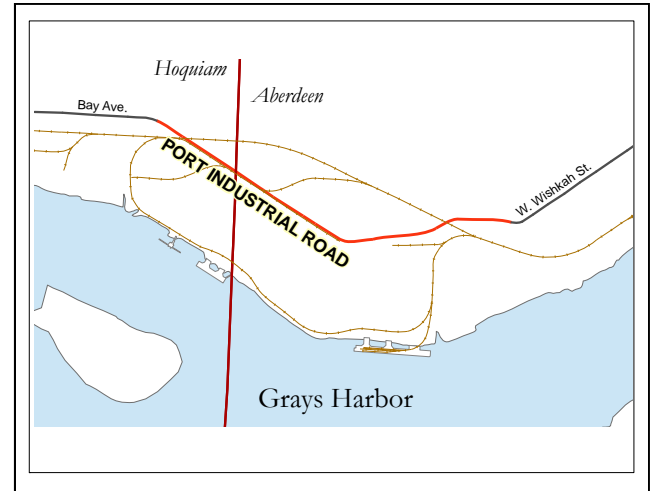 Hoquiam
Aberdeen
Bay Ave.
PORT INDUSTRIAL ROAD
W. Wishkah St.
Grays Harbor